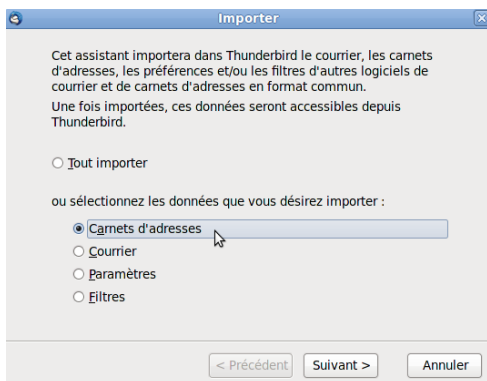 Importer
Cet assistant importera dans Thunderbird le courrier, les carnets
d'adresses, les préférences et/ou les filtres d'autres logiciels de
courrier et de carnets d'adresses en format commun.
Une fois importées, ces données seront accessibles depuis
Thunderbird.
Tout importer
ou sélectionnez les données que vous désirez importer :
Carnets d'adresses
Courrier
Paramètres
Filtres
< Précédent Suivant > Annuler